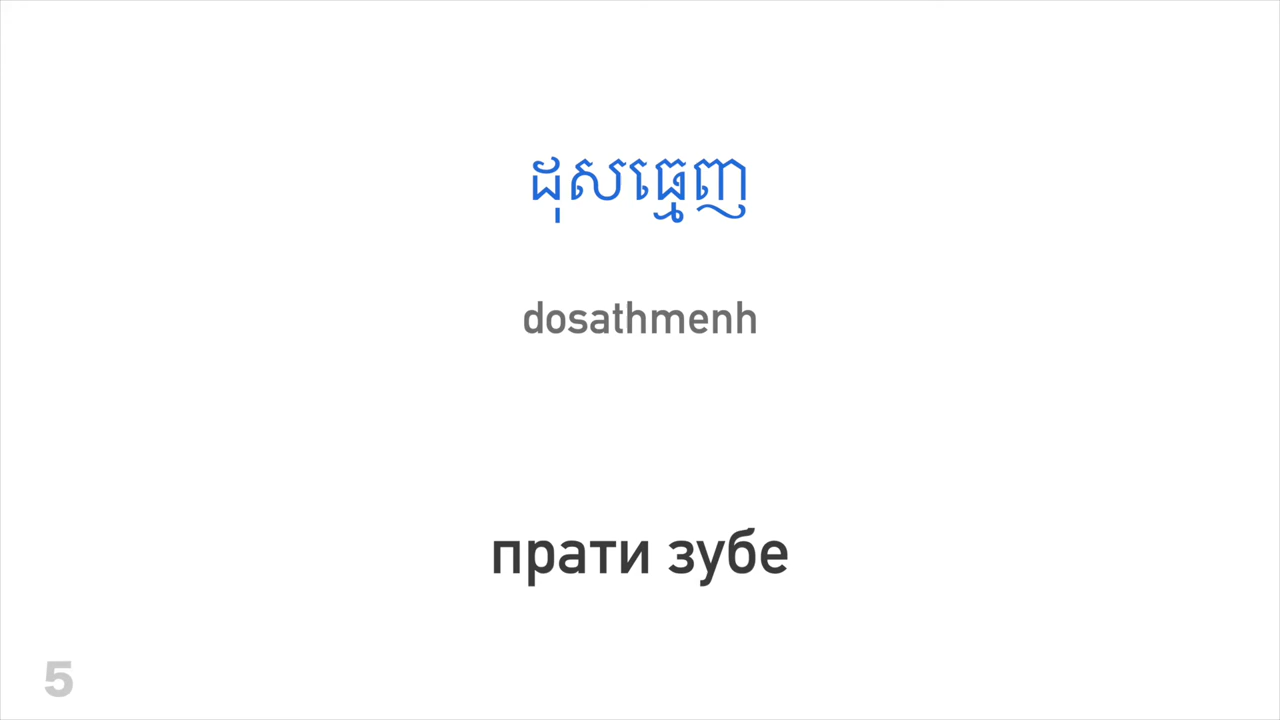 ដុសធ្មេញ
dosathmenh
прати зубе
5